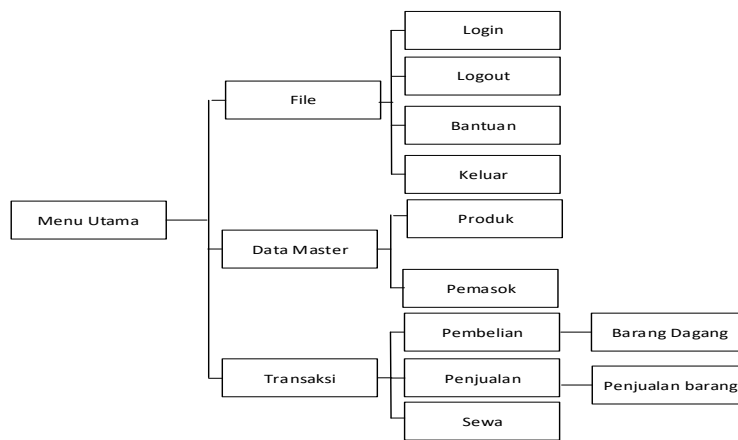 Login
Logout
File
Bantuan
Keluar
Menu Utama
Produk
Data Master
Pemasok
Pembelian
Barang Dagang
Transaksi
Penjualan
Penjualan barang
Sewa